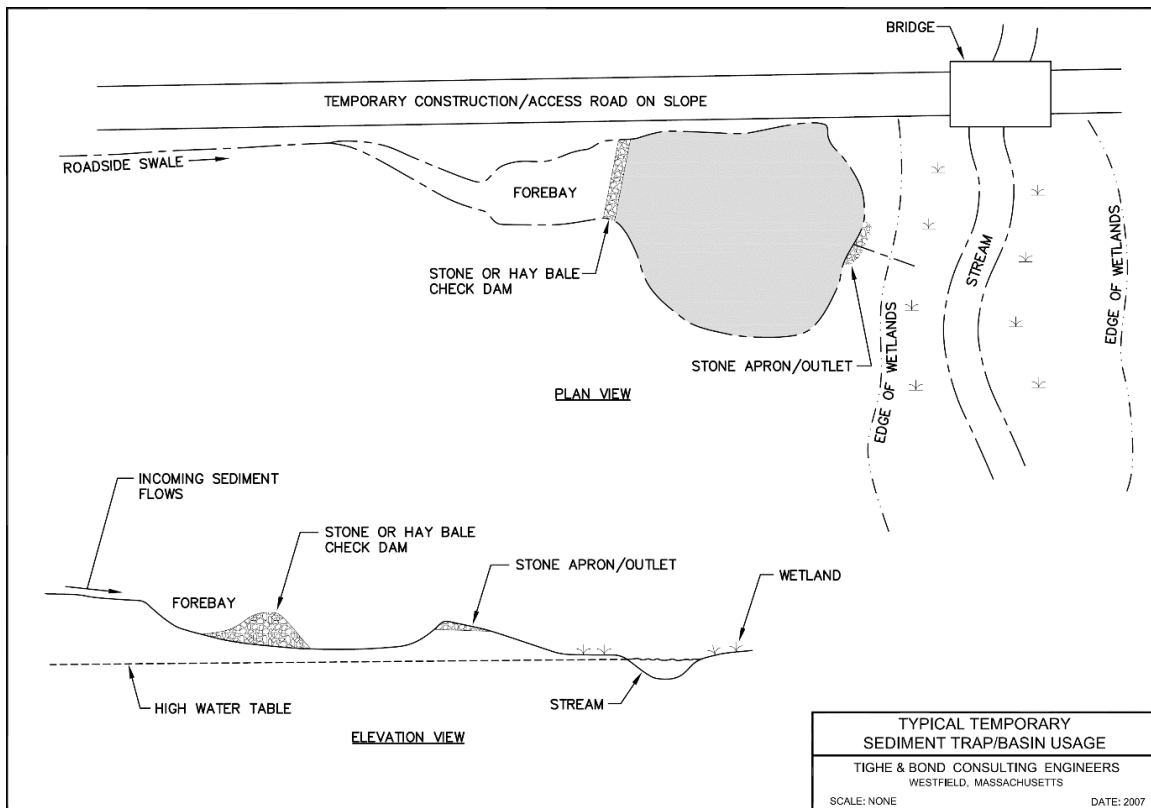 BRIDGE
TEMPORARY CONSTRUCTION/ACCESS ROAD ON SLOPE
ROADSIDE SWALE
FOREBAY
STONE OR HAY BALE
CHECK DAM
STREAM
EDGE OF WETLANDS
EDGE OF WETLANDS
STONE APRON/OUTLET
PLAN VIEW
INCOMING SEDIMENT
FLOWS
STONE OR HAY BALE
CHECK DAM
STONE APRON/OUTLET
WETLAND
FOREBAY
HIGH WATER TABLE
STREAM
ELEVATION VIEW
TYPICAL TEMPORARY
SEDIMENT TRAP/BASIN USAGE
TIGHE & BOND CONSULTING ENGINEERS
WESTFIELD, MASSACHUSETTS
SCALE: NONE DATE: 2007